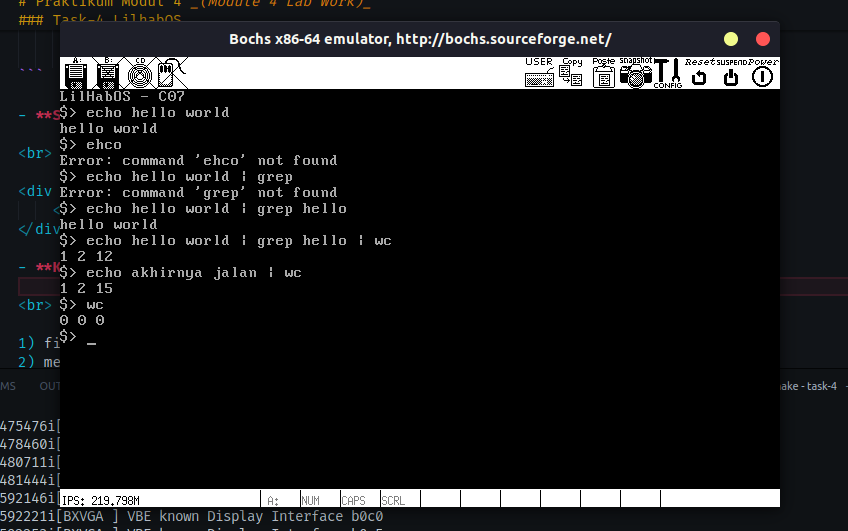 # Praktikum Modul 4 _(Module 4 Lab Work)_
### Task-4 LilhabOS
Bochs x86-64 emulator, http://bochs.sourceforge.net/
```
A: B: CD USER Copy Paste snapshot CONFIG Reset SUSPEND Power
LilHabOS - C07
$> echo hello world
hello world
$> ehco
Error: command 'ehco' not found
$> echo hello world | grep
Error: command 'grep' not found
$> echo hello world | grep hello
hello world
$> echo hello world | grep hello | wc
1 2 12
$> echo akhirnya jalan | wc
1 2 15
$> wc
0 0 0
$> _
- **S
<br>
<div
</div
- **K
<br>
1) fi
2) me
MS OUT
ake - task-4
475476i[
478460i[
480711i[
481444i[
592146i[
IPS: 219.798M A: NUM CAPS SCRL
592221i[BXVGA ] VBE known Display Interface b0c0